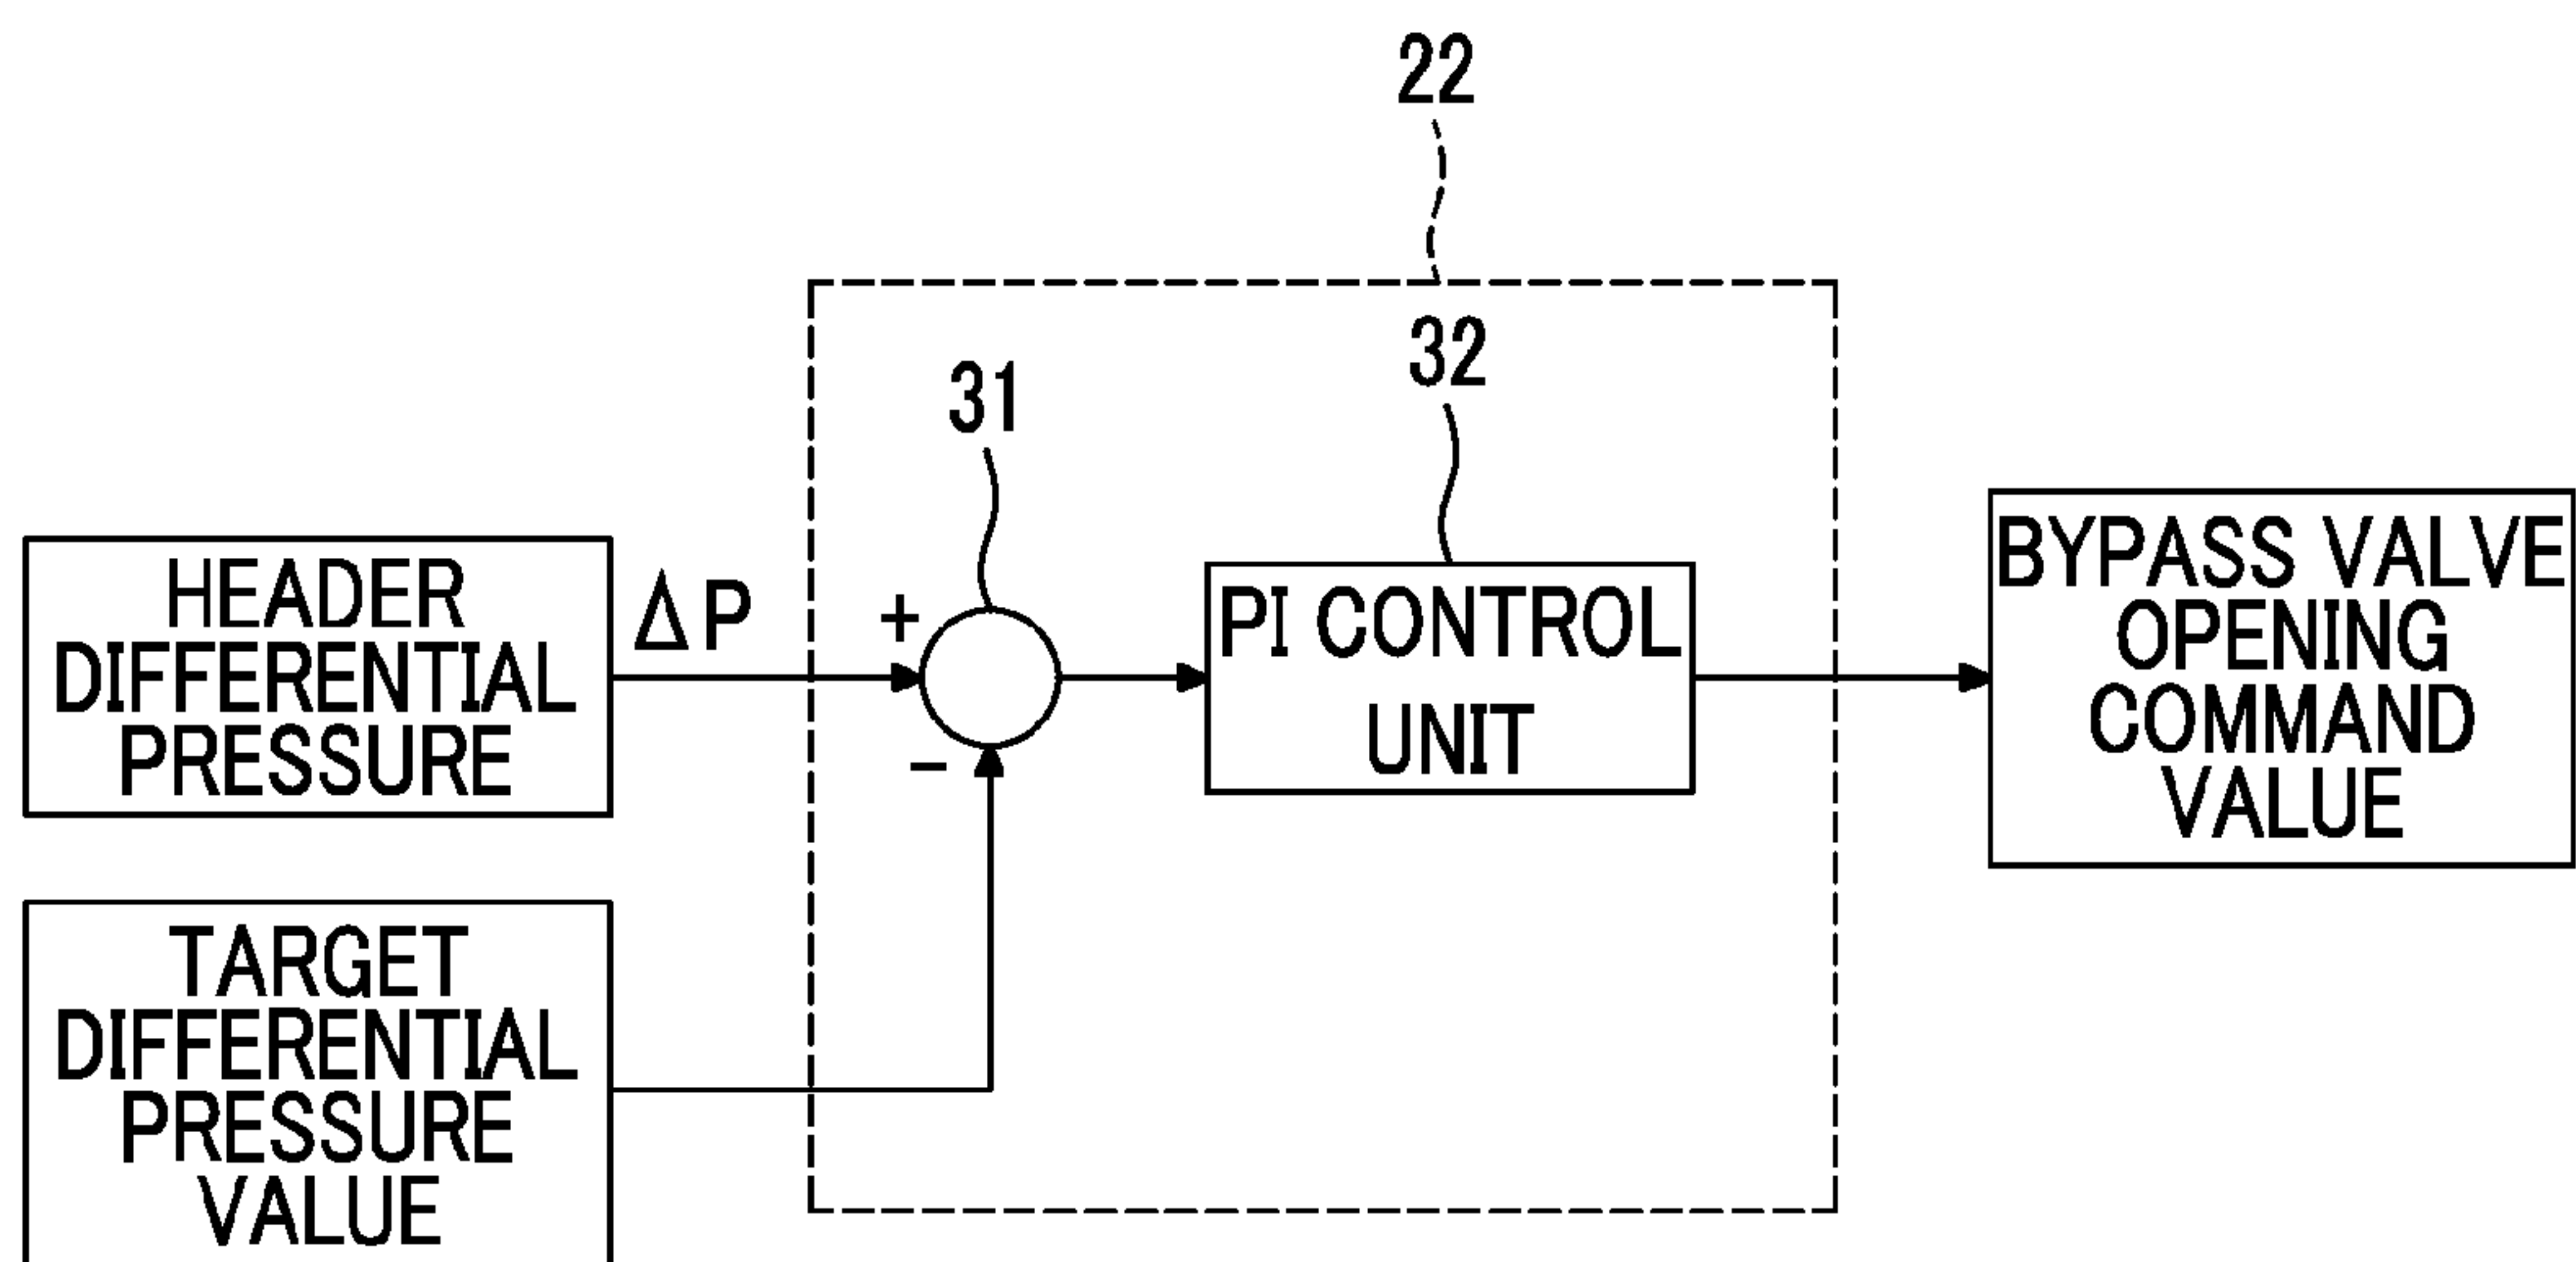 22
31
32
HEADER
DIFFERENTIAL
PRESSURE
ΔP
+
−
PI CONTROL
UNIT
BYPASS VALVE
OPENING
COMMAND
VALUE
TARGET
DIFFERENTIAL
PRESSURE
VALUE